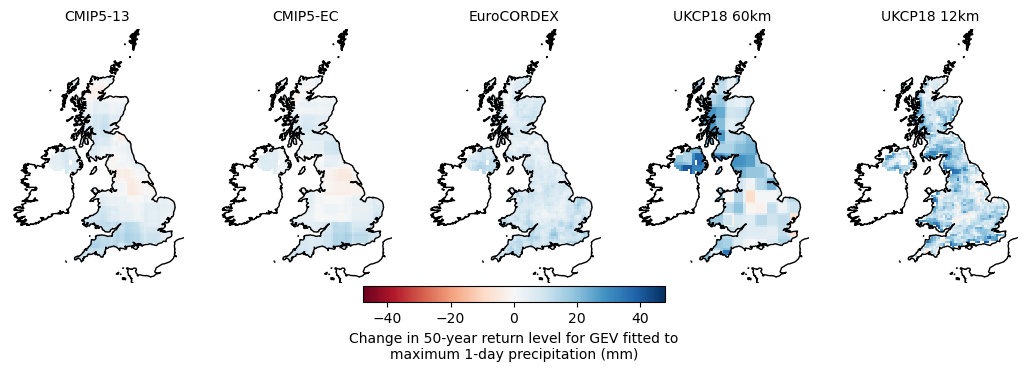 CMIP5-13
CMIP5-EC
EuroCORDEX
UKCP18 60km
UKCP18 12km
−40
−20
0
20
40
Change in 50-year return level for GEV fitted to
maximum 1-day precipitation (mm)